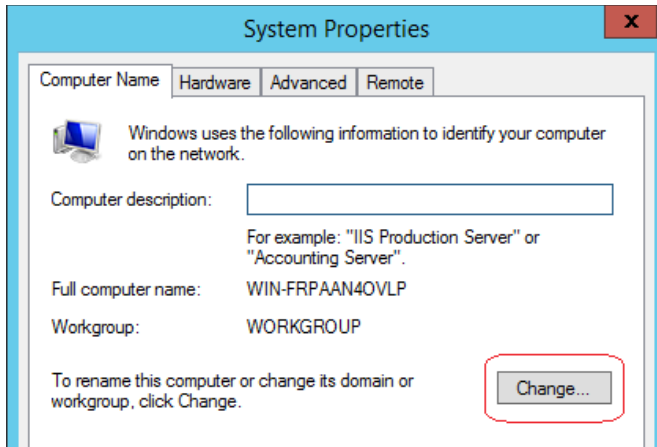 System Properties
x
Computer Name Hardware Advanced Remote
Windows uses the following information to identify your computer
on the network.
Computer description:
For example: "IIS Production Server" or
"Accounting Server".
Full computer name: WIN-FRPAAN4OVLP
Workgroup: WORKGROUP
To rename this computer or change its domain or
workgroup, click Change.
Change...